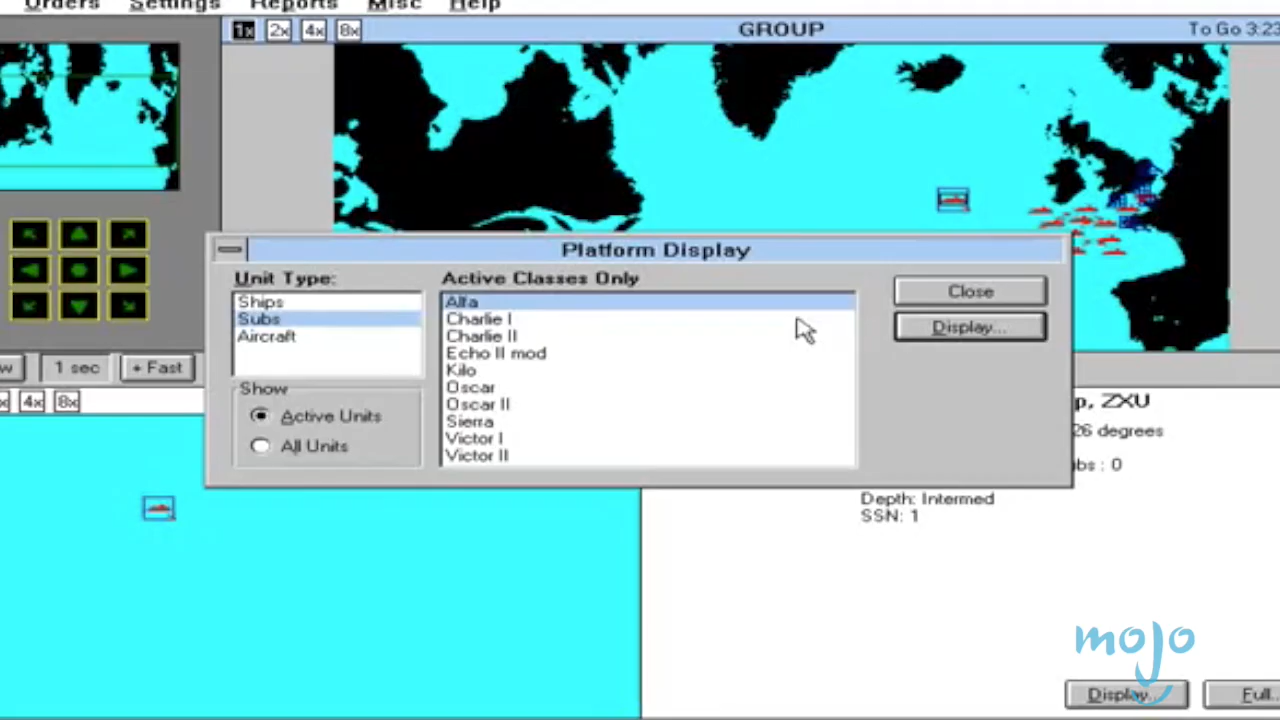 Orders Settings Reports Misc Help
1x 2x 4x 8x GROUP To Go 3:23
Platform Display
Unit Type: Active Classes Only
Ships
Subs
Aircraft
Alfa
Charlie I
Charlie II
Echo II mod
Kilo
Oscar
Oscar II
Sierra
Victor I
Victor II
Close
Display...
Show
Active Units
All Units
1 sec + Fast
4x 8x
p, ZXU
26 degrees
bs : 0
Depth: Intermed
SSN: 1
mojo
Display... Full..